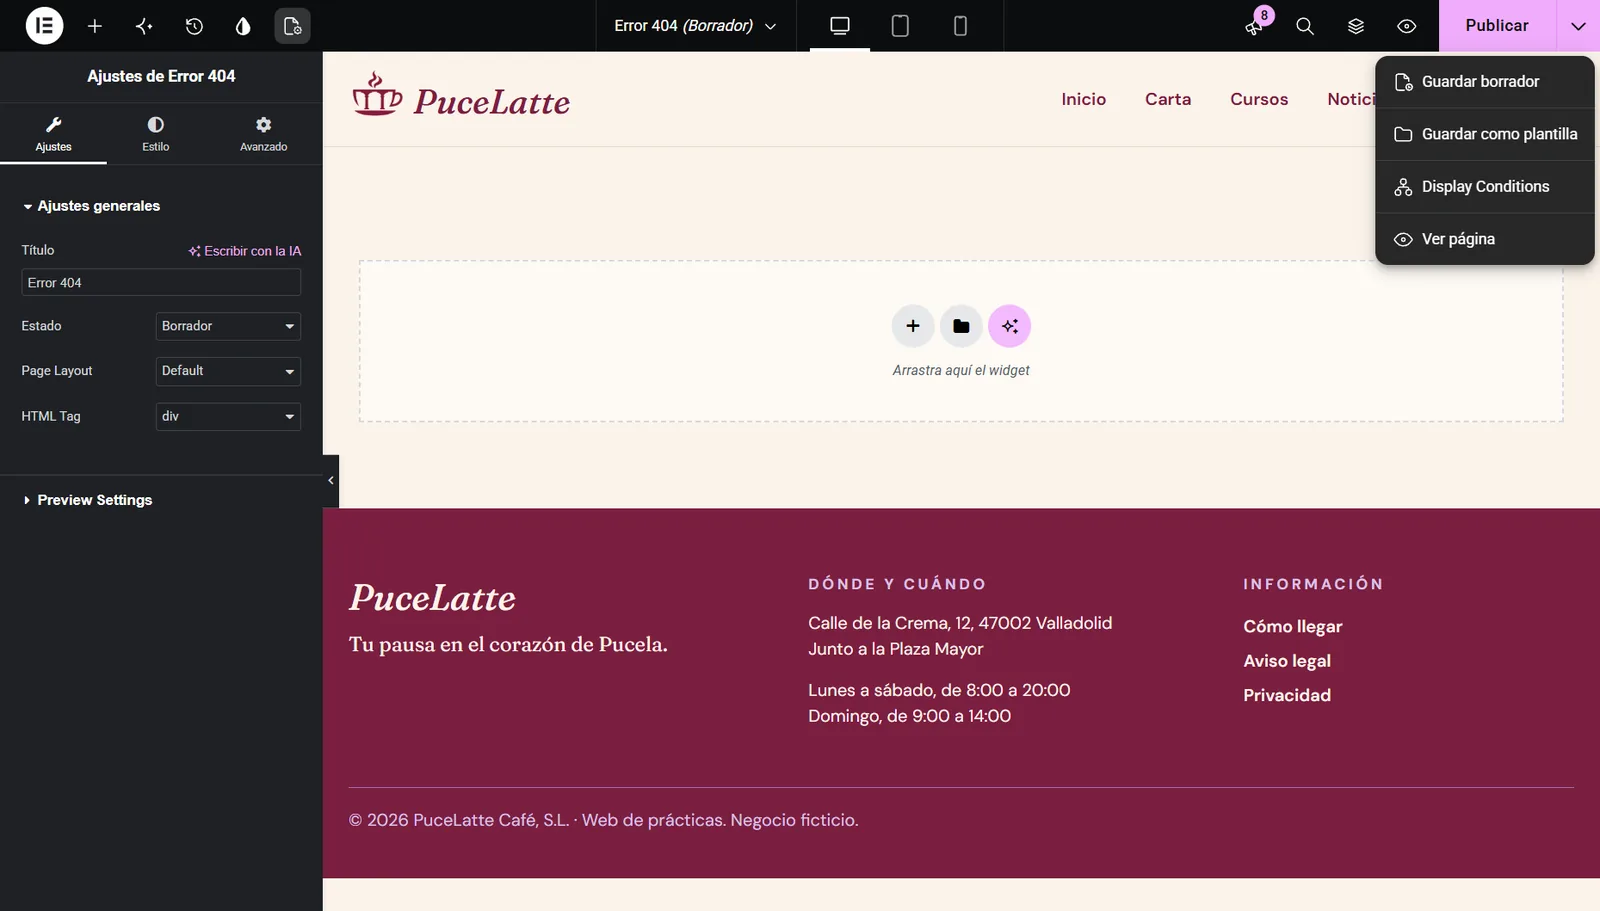 Error 404 (Borrador)
8
Publicar
Ajustes de Error 404
Ajustes
Estilo
Avanzado
Ajustes generales
Título
Escribir con la IA
Error 404
Estado
Borrador
Page Layout
Default
HTML Tag
div
Preview Settings
PuceLatte
Inicio
Carta
Cursos
Notici
Guardar borrador
Guardar como plantilla
Display Conditions
Ver página
Arrastra aquí el widget
PuceLatte
Tu pausa en el corazón de Pucela.
DÓNDE Y CUÁNDO
Calle de la Crema, 12, 47002 Valladolid
Junto a la Plaza Mayor
Lunes a sábado, de 8:00 a 20:00
Domingo, de 9:00 a 14:00
INFORMACIÓN
Cómo llegar
Aviso legal
Privacidad
© 2026 PuceLatte Café, S.L. · Web de prácticas. Negocio ficticio.